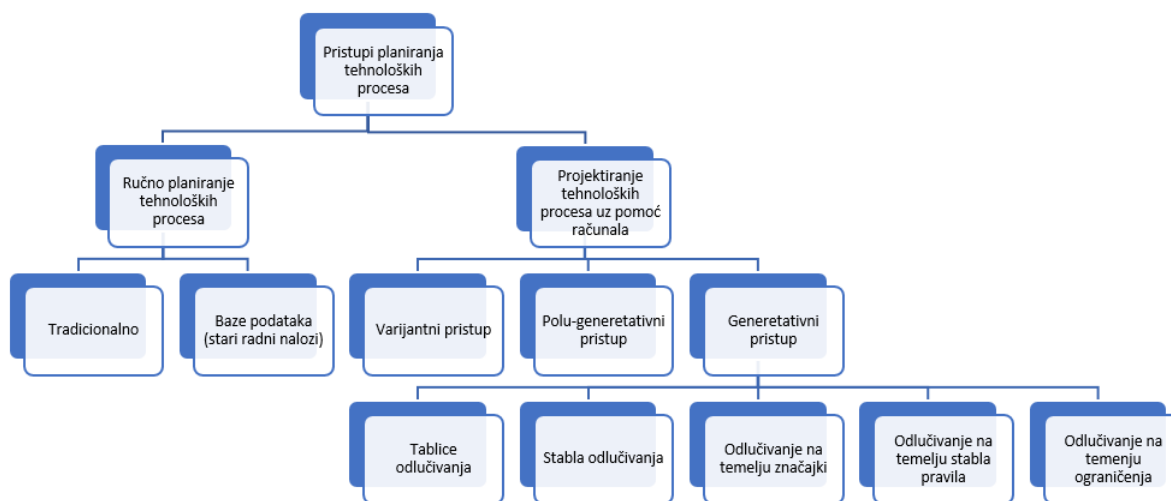 Pristupi planiranja
tehnoloških
procesa
Ručno planiranje
tehnoloških
procesa
Projektiranje
tehnoloških
procesa uz pomoć
računala
Tradicionalno
Baze podataka
(stari radni nalozi)
Varijantni pristup
Polu-generetativni
pristup
Generetativni
pristup
Tablice
odlučivanja
Stabla odlučivanja
Odlučivanje na
temelju značajki
Odlučivanje na
temelju stabla
pravila
Odlučivanje na
temenju
ograničenja